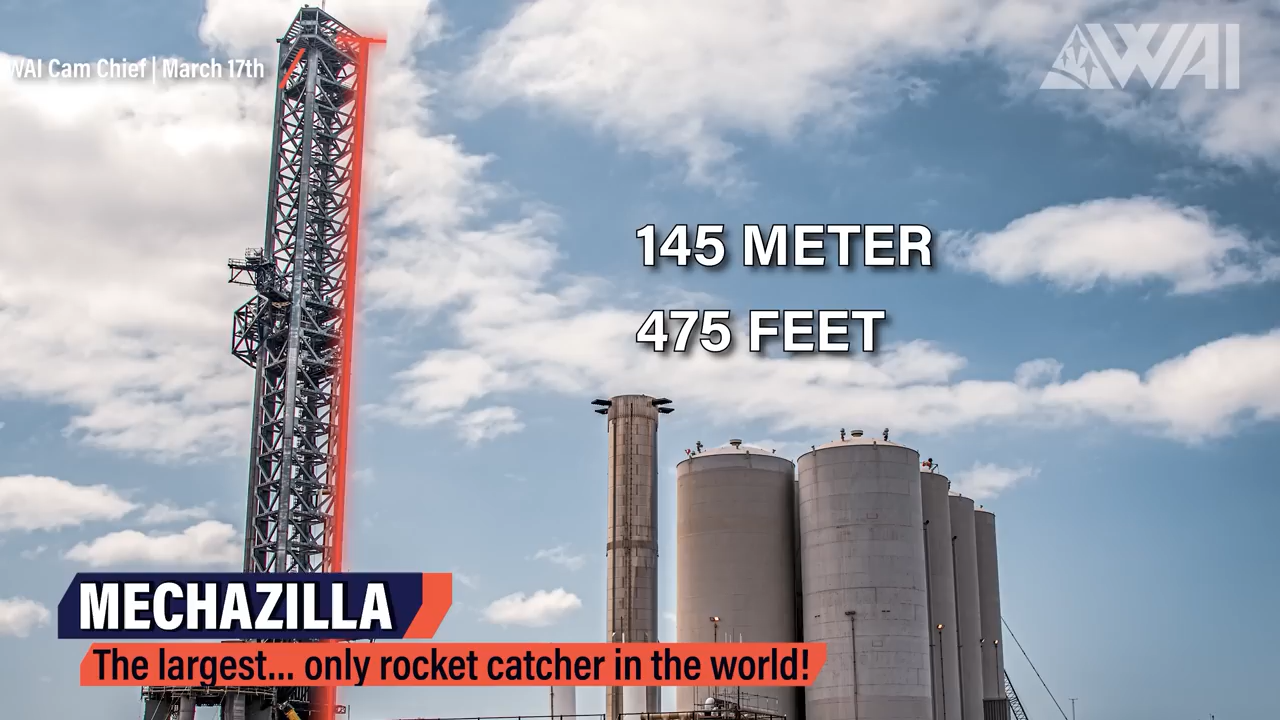 WAI Cam Chief | March 17th
WAI
145 METER
475 FEET
MECHAZILLA
The largest... only rocket catcher in the world!